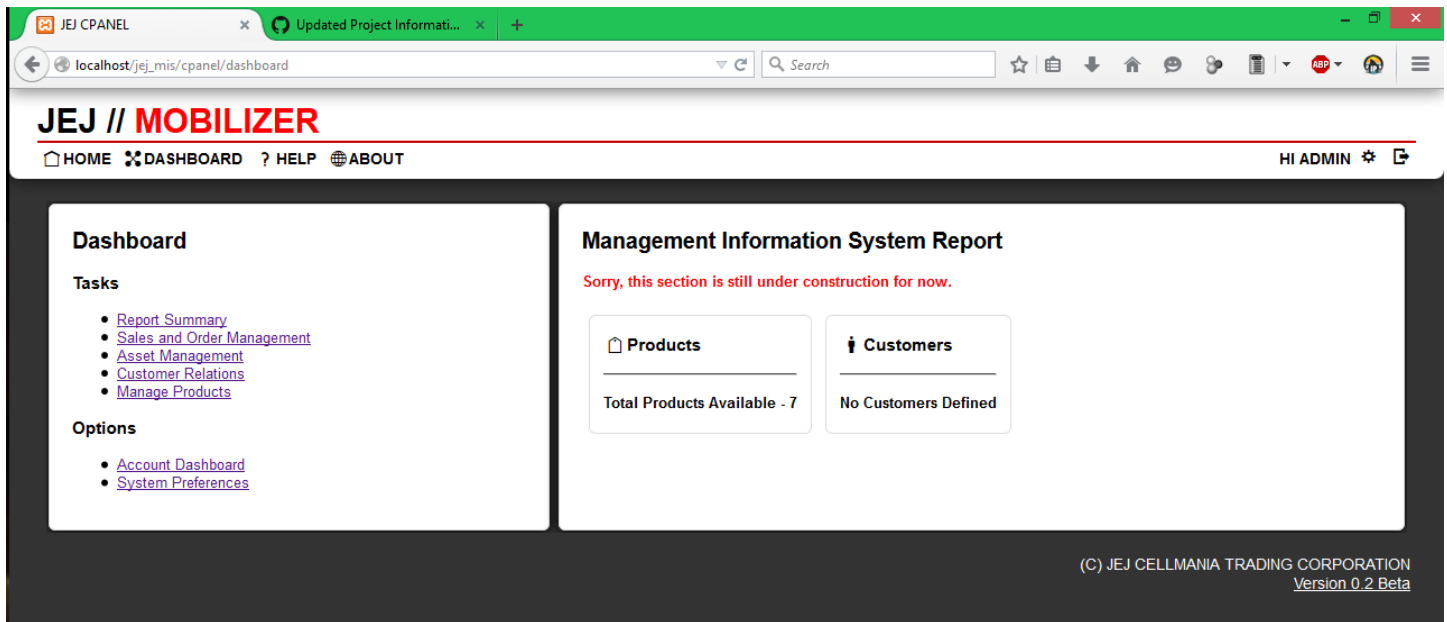 JEJ CPANEL
Updated Project Informati...
localhost/jej_mis/cpanel/dashboard
Search
ABP
JEJ // MOBILIZER
HOME DASHBOARD ? HELP ABOUT
HI ADMIN
Dashboard
Tasks
Report Summary
Sales and Order Management
Asset Management
Customer Relations
Manage Products
Options
Account Dashboard
System Preferences
Management Information System Report
Sorry, this section is still under construction for now.
Products
Total Products Available - 7
Customers
No Customers Defined
(C) JEJ CELLMANIA TRADING CORPORATION
Version 0.2 Beta